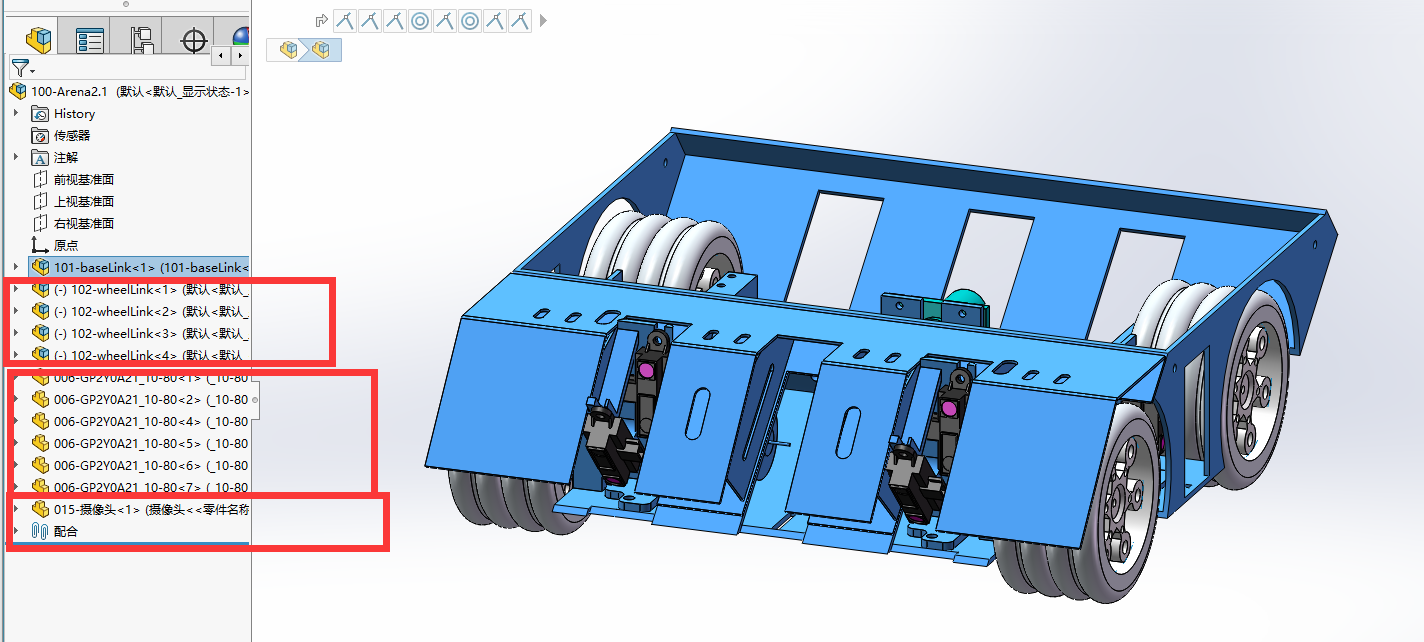 100-Arena2.1 (默认<默认_显示状态-1>
History
传感器
A 注解
前视基准面
上视基准面
右视基准面
原点
101-baseLink<1> (101-baseLink<
(-) 102-wheelLink<1> (默认<默认_
(-) 102-wheelLink<2> (默认<默认_
(-) 102-wheelLink<3> (默认<默认_
(-) 102-wheelLink<4> (默认<默认
006-GP2Y0A21_10-80<1> (_10-80
006-GP2Y0A21_10-80<2> (_10-80
006-GP2Y0A21_10-80<4> (_10-80
006-GP2Y0A21_10-80<5> (_10-80
006-GP2Y0A21_10-80<6> (_10-80
006-GP2Y0A21_10-80<7> (_10-80
015-摄像头<1> (摄像头<<零件名称
配合